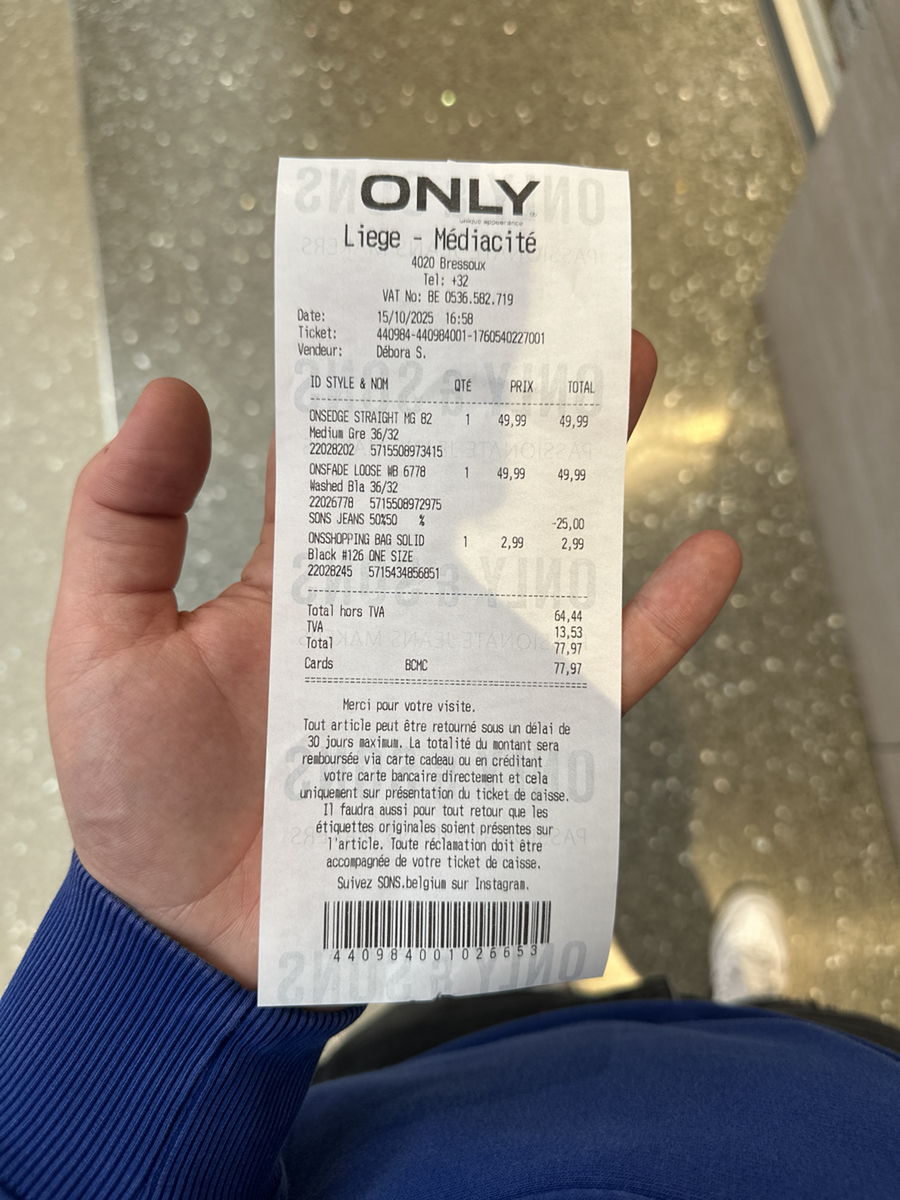 ONLY
unique appearance
Liege - Médiacité
4020 Bressoux
Tel: +32
VAT No: BE 0536.582.719
Date: 15/10/2025 16:58
Ticket: 440984-440984001-1760540227001
Vendeur: Débora S.
ID STYLE & NOM QTÉ PRIX TOTAL
ONSEDGE STRAIGHT MG 82 1 49,99 49,99
Medium Gre 36/32
22028202 5715508973415
ONSFADE LOOSE WB 6778 1 49,99 49,99
Washed Bla 36/32
22026778 5715508972975
SONS JEANS 50%50 % -25,00
ONSSHOPPING BAG SOLID 1 2,99 2,99
Black #126 ONE SIZE
22028245 5715434856851
Total hors TVA 64,44
TVA 13,53
Total 77,97
Cards BCMC 77,97
Merci pour votre visite.
Tout article peut être retourné sous un délai de
30 jours maximum. La totalité du montant sera
remboursée via carte cadeau ou en créditant
votre carte bancaire directement et cela
uniquement sur présentation du ticket de caisse.
Il faudra aussi pour tout retour que les
étiquettes originales soient présentes sur
l'article. Toute réclamation doit être
accompagnée de votre ticket de caisse.
Suivez SONS.belgium sur Instagram.
440984001026653